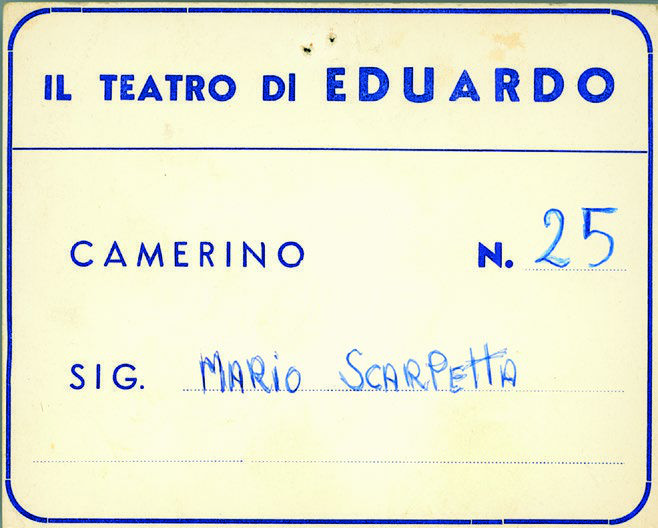 IL TEATRO DI EDUARDO
CAMERINO N. 25
SIG. MARIO SCARPETTA